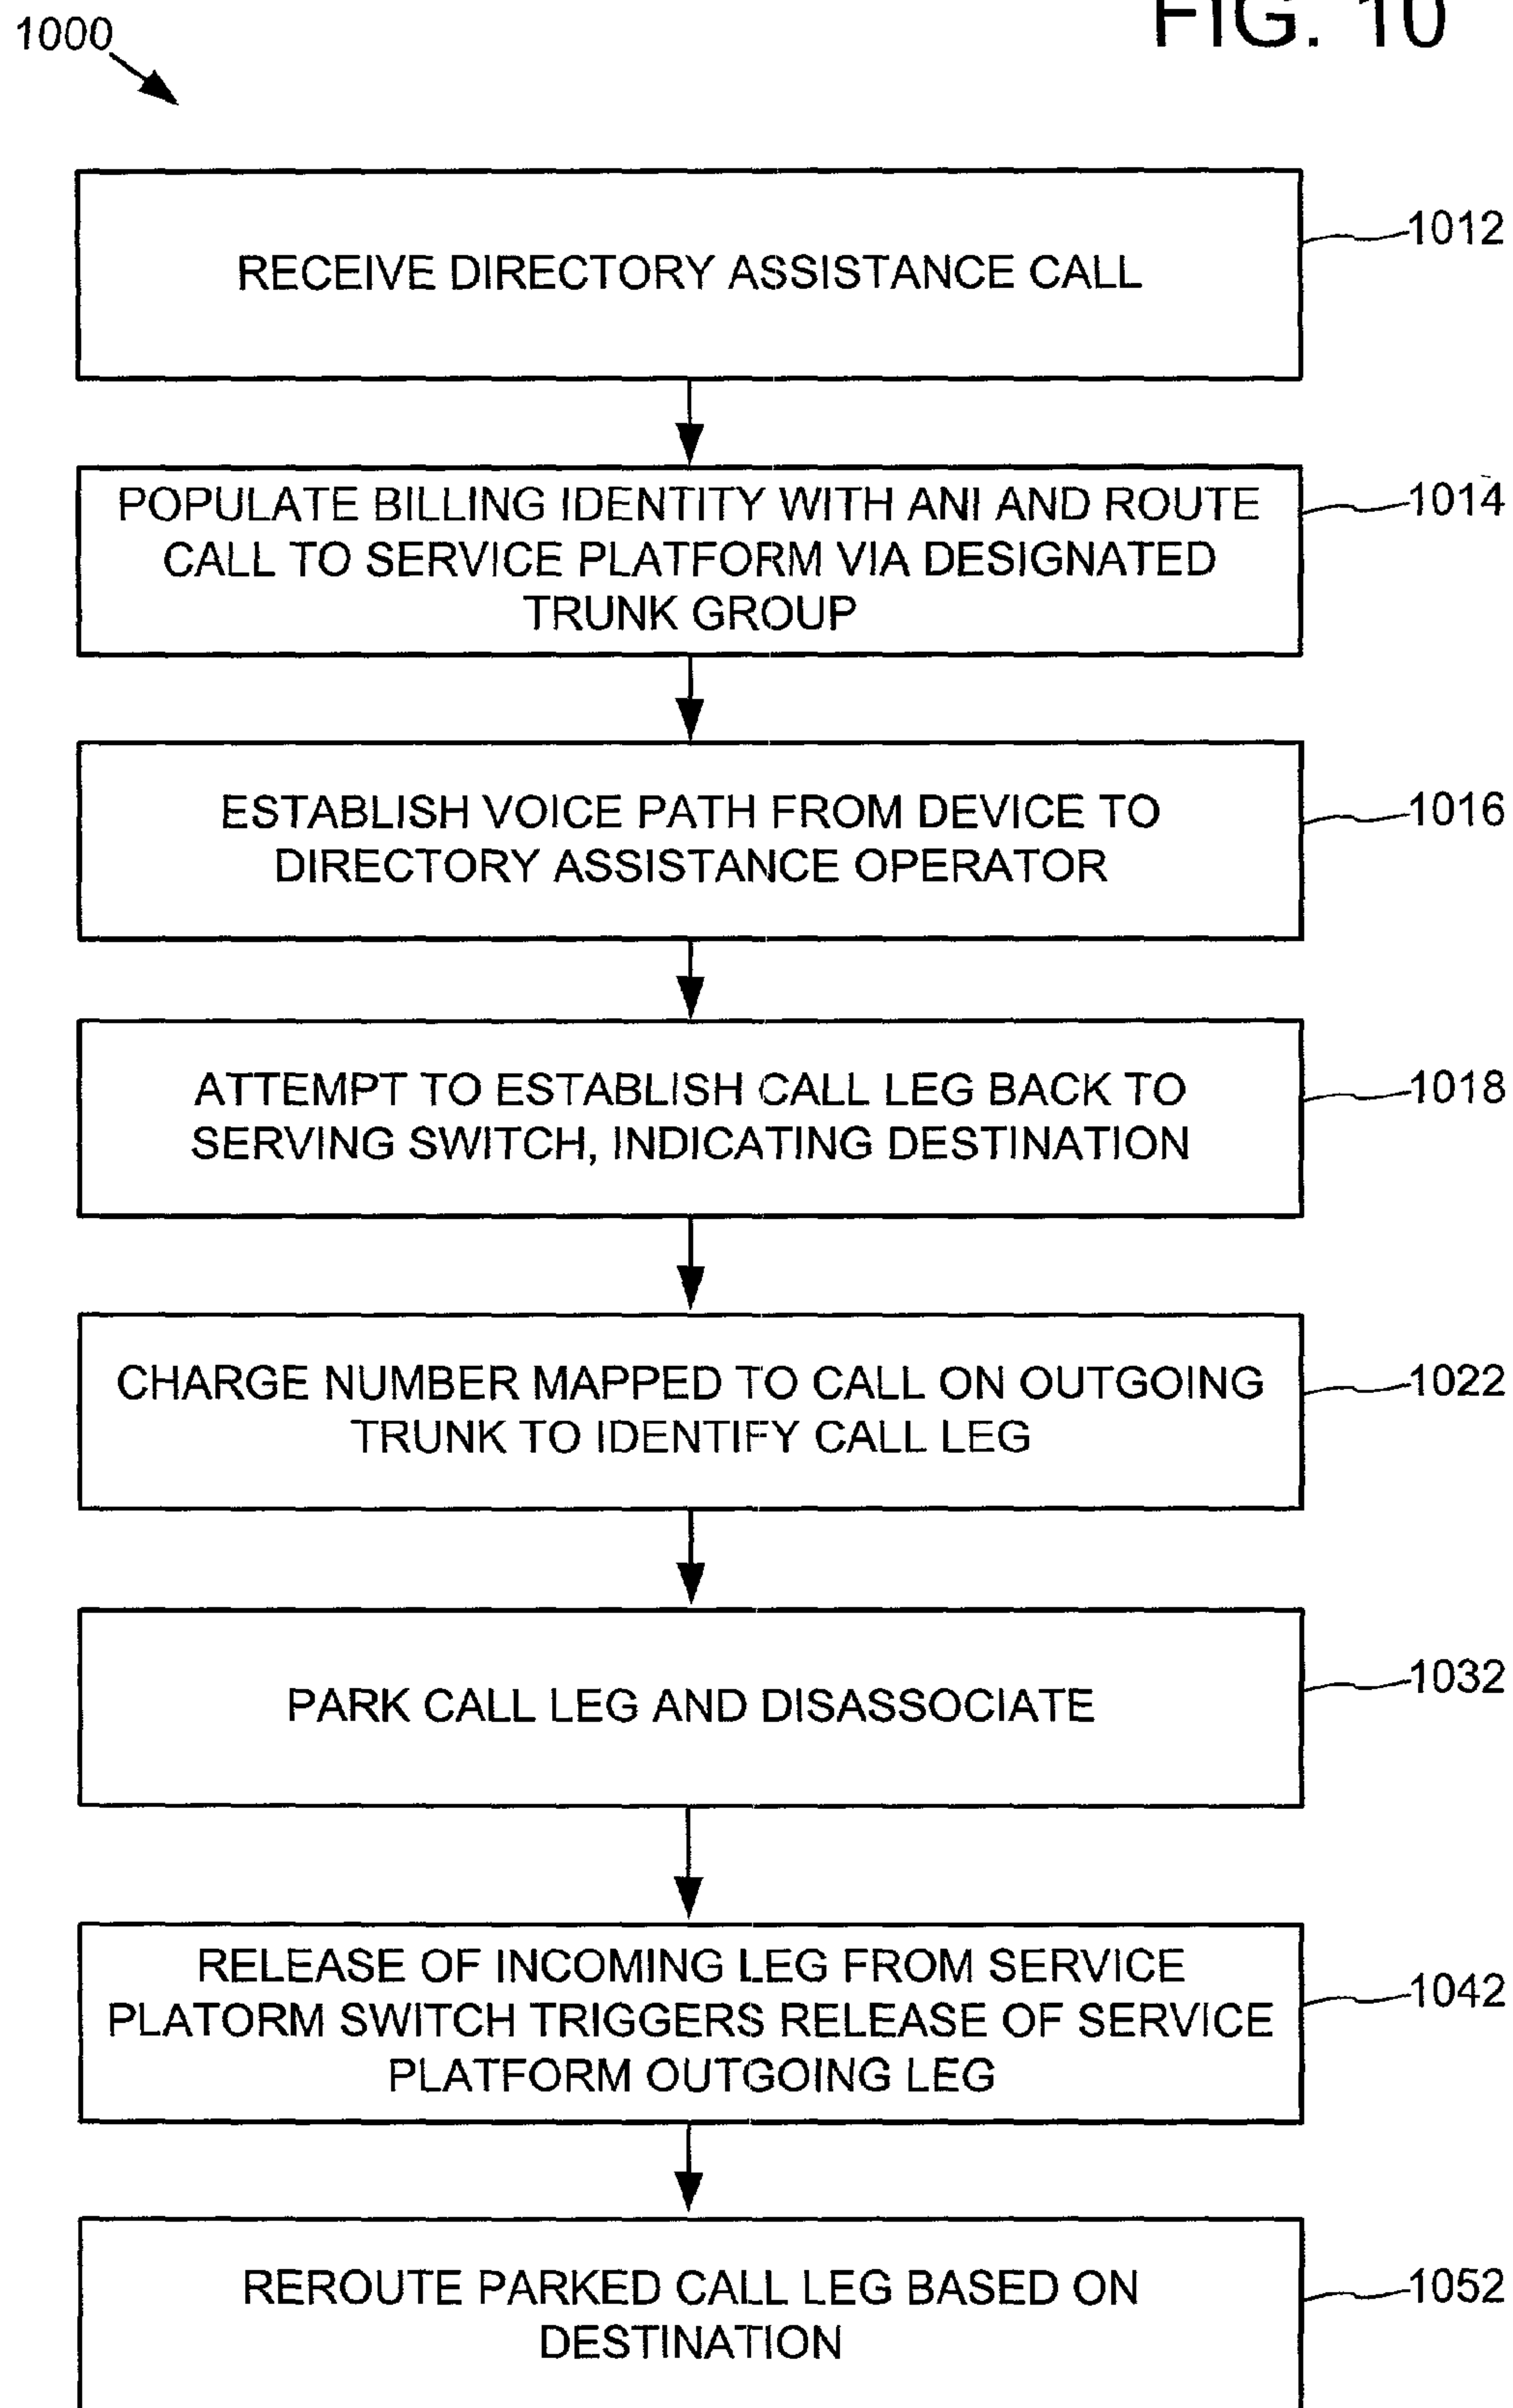 FIG. 10
1000
RECEIVE DIRECTORY ASSISTANCE CALL
1012
POPULATE BILLING IDENTITY WITH ANI AND ROUTE
CALL TO SERVICE PLATFORM VIA DESIGNATED
TRUNK GROUP
1014
ESTABLISH VOICE PATH FROM DEVICE TO
DIRECTORY ASSISTANCE OPERATOR
1016
ATTEMPT TO ESTABLISH CALL LEG BACK TO
SERVING SWITCH, INDICATING DESTINATION
1018
CHARGE NUMBER MAPPED TO CALL ON OUTGOING
TRUNK TO IDENTIFY CALL LEG
1022
PARK CALL LEG AND DISASSOCIATE
1032
RELEASE OF INCOMING LEG FROM SERVICE
PLATORM SWITCH TRIGGERS RELEASE OF SERVICE
PLATFORM OUTGOING LEG
1042
REROUTE PARKED CALL LEG BASED ON
DESTINATION
1052